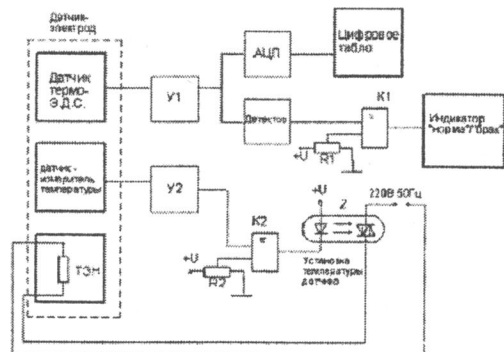 Датчик-
электрод
Датчик
термо-
Э.Д.С.
У1
АЦП
Цифровое
табло
Детектор
К1
Индикатор
"норма"/"брак"
+U
R1
датчик-
измеритель
температуры
У2
К2
+U
Z
220В 50Гц
+U
R2
Установка
температуры
датчика
ТЭН